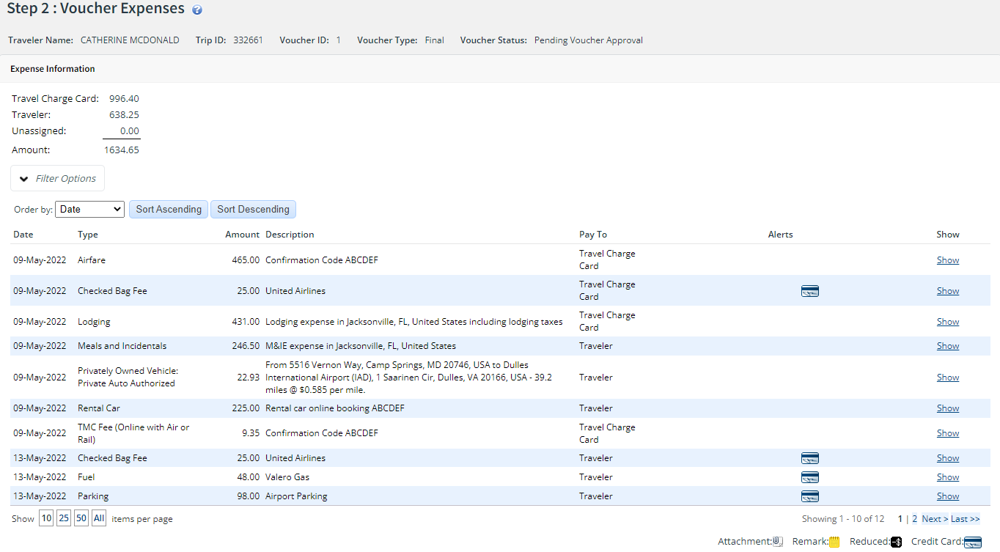 Step 2 : Voucher Expenses ?
Traveler Name: CATHERINE MCDONALD Trip ID: 332661 Voucher ID: 1 Voucher Type: Final Voucher Status: Pending Voucher Approval
Expense Information
Travel Charge Card: 996.40
Traveler: 638.25
Unassigned: 0.00
Amount: 1634.65
Filter Options
Order by: Date Sort Ascending Sort Descending
Date Type Amount Description Pay To Alerts Show
09-May-2022 Airfare 465.00 Confirmation Code ABCDEF Travel Charge Card Show
09-May-2022 Checked Bag Fee 25.00 United Airlines Travel Charge Card Show
09-May-2022 Lodging 431.00 Lodging expense in Jacksonville, FL, United States including lodging taxes Travel Charge Card Show
09-May-2022 Meals and Incidentals 246.50 M&IE expense in Jacksonville, FL, United States Traveler Show
09-May-2022 Privately Owned Vehicle: Private Auto Authorized 22.93 From 5516 Vernon Way, Camp Springs, MD 20746, USA to Dulles International Airport (IAD), 1 Saarinen Cir, Dulles, VA 20166, USA - 39.2 miles @ $0.585 per mile. Traveler Show
09-May-2022 Rental Car 225.00 Rental car online booking ABCDEF Traveler Show
09-May-2022 TMC Fee (Online with Air or Rail) 9.35 Confirmation Code ABCDEF Travel Charge Card Show
13-May-2022 Checked Bag Fee 25.00 United Airlines Traveler Show
13-May-2022 Fuel 48.00 Valero Gas Traveler Show
13-May-2022 Parking 98.00 Airport Parking Traveler Show
Show 10 25 50 All items per page Showing 1 - 10 of 12 1 | 2 Next > Last >>
Attachment: Remark: Reduced: -$ Credit Card: